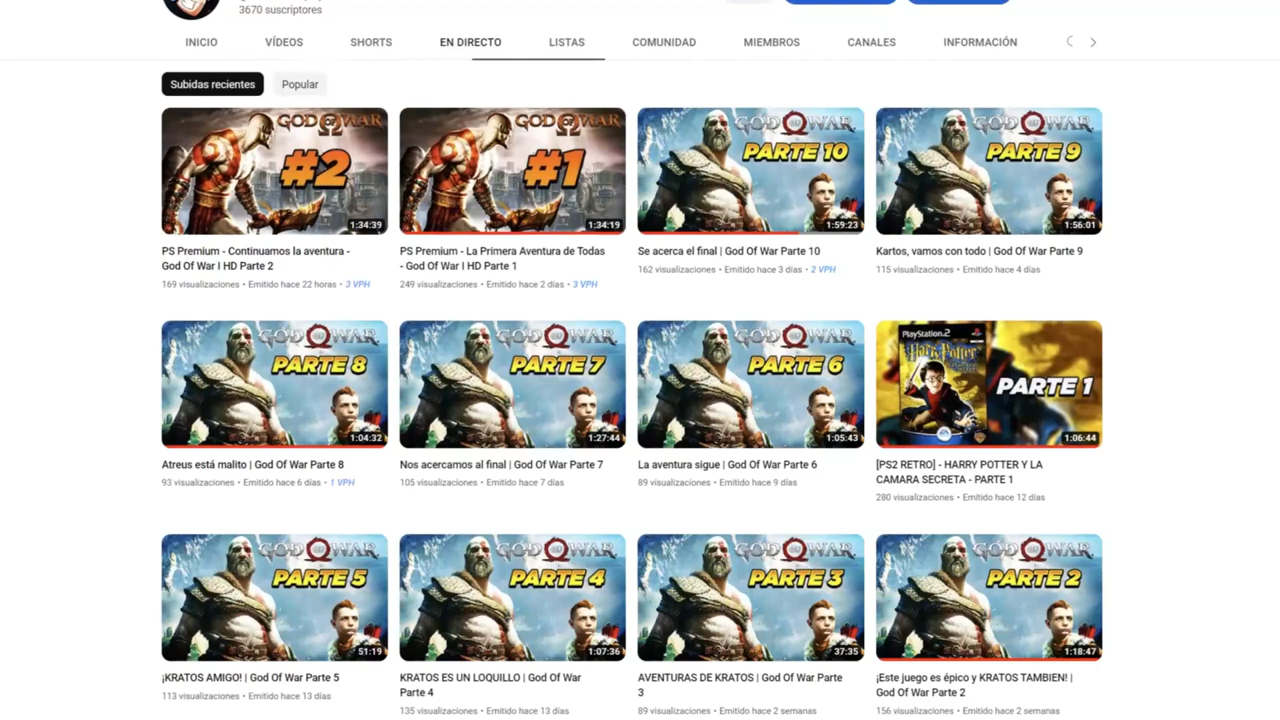 3670 suscriptores
INICIO VÍDEOS SHORTS EN DIRECTO LISTAS COMUNIDAD MIEMBROS CANALES INFORMACIÓN
Subidas recientes Popular
GOD OF WAR
#2
1:34:39
PS Premium - Continuamos la aventura -
God Of War I HD Parte 2
169 visualizaciones • Emitido hace 22 horas • 3 VPH
GOD OF WAR
#1
1:34:19
PS Premium - La Primera Aventura de Todas
- God Of War I HD Parte 1
249 visualizaciones • Emitido hace 2 días • 3 VPH
GOD OF WAR
PARTE 10
1:59:23
Se acerca el final | God Of War Parte 10
162 visualizaciones • Emitido hace 3 días • 2 VPH
GOD OF WAR
PARTE 9
1:56:01
Kartos, vamos con todo | God Of War Parte 9
115 visualizaciones • Emitido hace 4 días
GOD OF WAR
PARTE 8
1:04:32
Atreus está malito | God Of War Parte 8
93 visualizaciones • Emitido hace 6 días • 1 VPH
GOD OF WAR
PARTE 7
1:27:44
Nos acercamos al final | God Of War Parte 7
105 visualizaciones • Emitido hace 7 días
GOD OF WAR
PARTE 6
1:05:43
La aventura sigue | God Of War Parte 6
89 visualizaciones • Emitido hace 9 días
PlayStation.2
Harry Potter
EA
PARTE 1
1:06:44
[PS2 RETRO] - HARRY POTTER Y LA
CAMARA SECRETA - PARTE 1
280 visualizaciones • Emitido hace 12 días
GOD OF WAR
PARTE 5
51:19
¡KRATOS AMIGO! | God Of War Parte 5
113 visualizaciones • Emitido hace 13 días
GOD OF WAR
PARTE 4
1:07:36
KRATOS ES UN LOQUILLO | God Of War
Parte 4
135 visualizaciones • Emitido hace 13 días
GOD OF WAR
PARTE 3
37:35
AVENTURAS DE KRATOS | God Of War Parte
3
89 visualizaciones • Emitido hace 2 semanas
GOD OF WAR
PARTE 2
1:18:47
¡Este juego es épico y KRATOS TAMBIEN! |
God Of War Parte 2
156 visualizaciones • Emitido hace 2 semanas